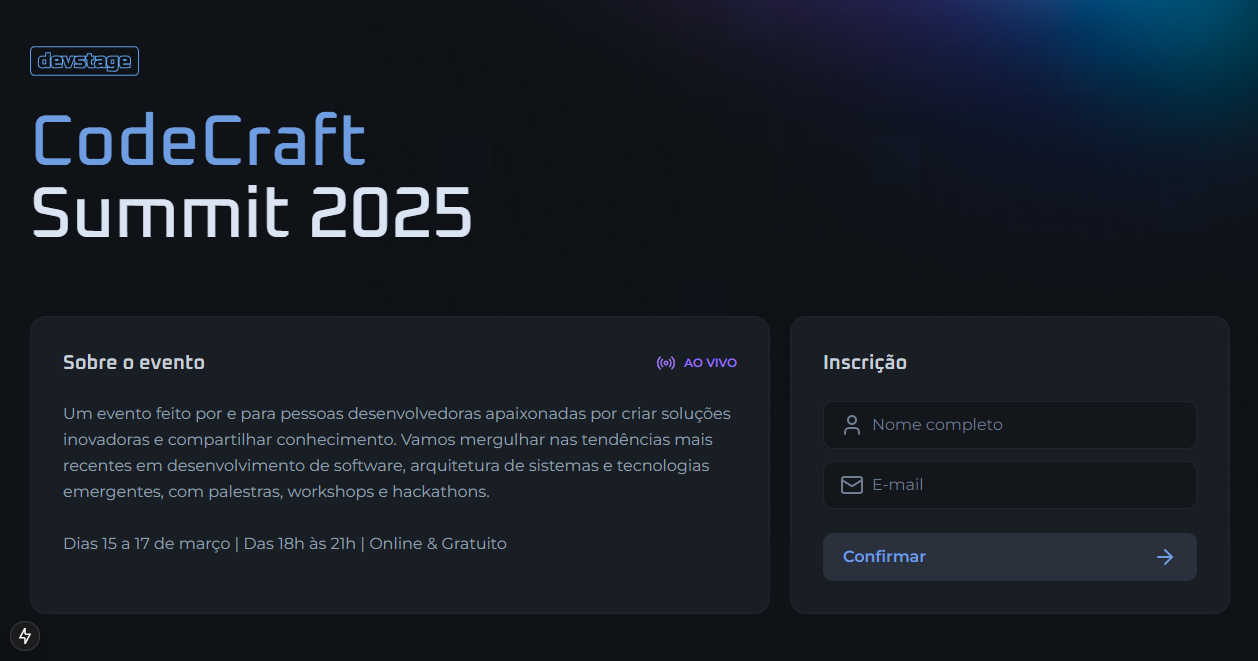 devstage
CodeCraft
Summit 2025
Sobre o evento
AO VIVO
Um evento feito por e para pessoas desenvolvedoras apaixonadas por criar soluções
inovadoras e compartilhar conhecimento. Vamos mergulhar nas tendências mais
recentes em desenvolvimento de software, arquitetura de sistemas e tecnologias
emergentes, com palestras, workshops e hackathons.
Dias 15 a 17 de março | Das 18h às 21h | Online & Gratuito
Inscrição
Nome completo
E-mail
Confirmar